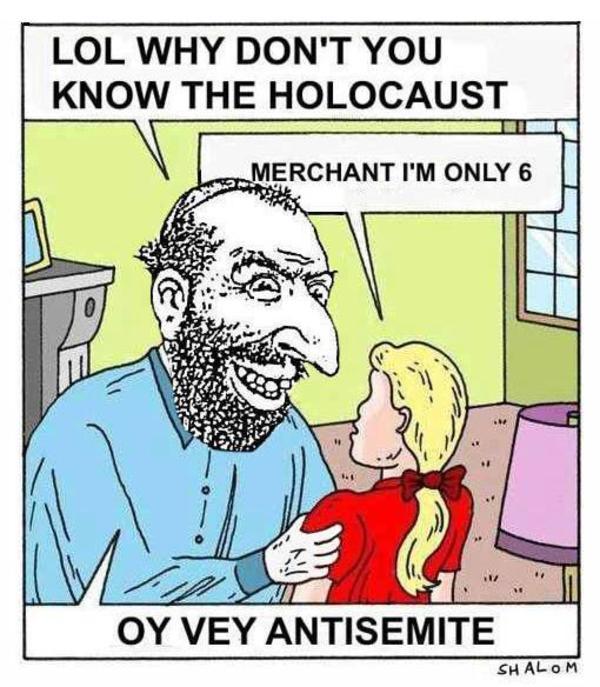 LOL WHY DON'T YOU
KNOW THE HOLOCAUST
MERCHANT I'M ONLY 6
OY VEY ANTISEMITE
SHALOM